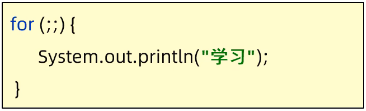 for (;;) {
System.out.println("学习");
}